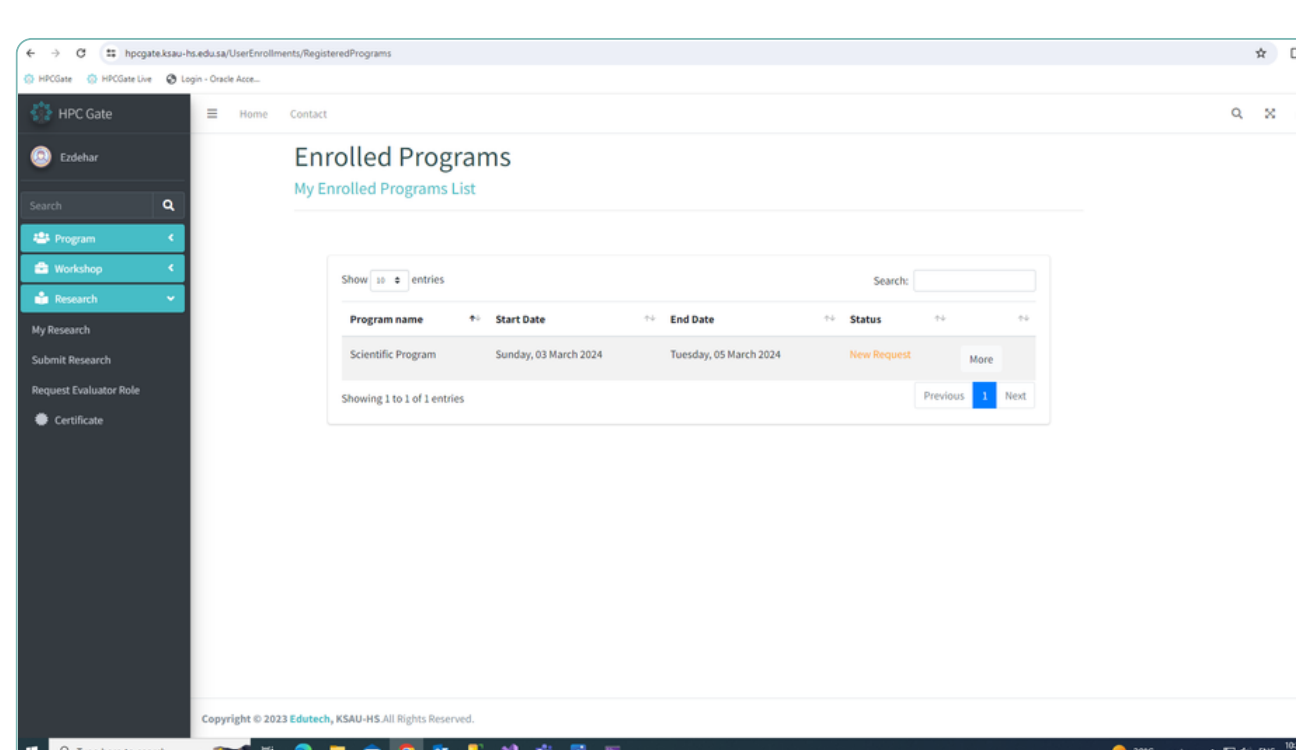 hpcgate.ksau-hs.edu.sa/UserEnrollments/RegisteredPrograms
HPCGate HPCGate Live Login - Oracle Acce...
HPC Gate Home Contact
Ezdehar
Enrolled Programs
My Enrolled Programs List
Search
Program
Workshop
Research
My Research
Submit Research
Request Evaluator Role
Certificate
Show 10 entries Search:
Program name Start Date End Date Status
Scientific Program Sunday, 03 March 2024 Tuesday, 05 March 2024 New Request More
Showing 1 to 1 of 1 entries Previous 1 Next
Copyright © 2023 Edutech, KSAU-HS.All Rights Reserved.